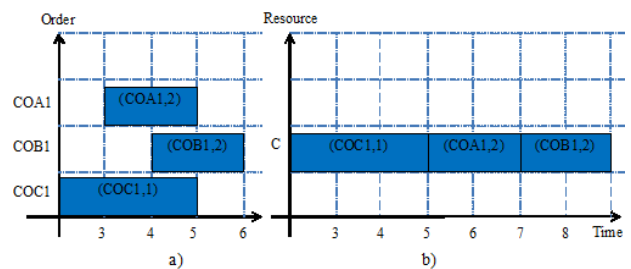 Order
Resource
COA1
(COA1,2)
COB1
(COB1,2)
C
(COC1,1)
(COA1,2)
(COB1,2)
COC1
(COC1,1)
3 4 5 6
3 4 5 6 7 8 Time
a)
b)